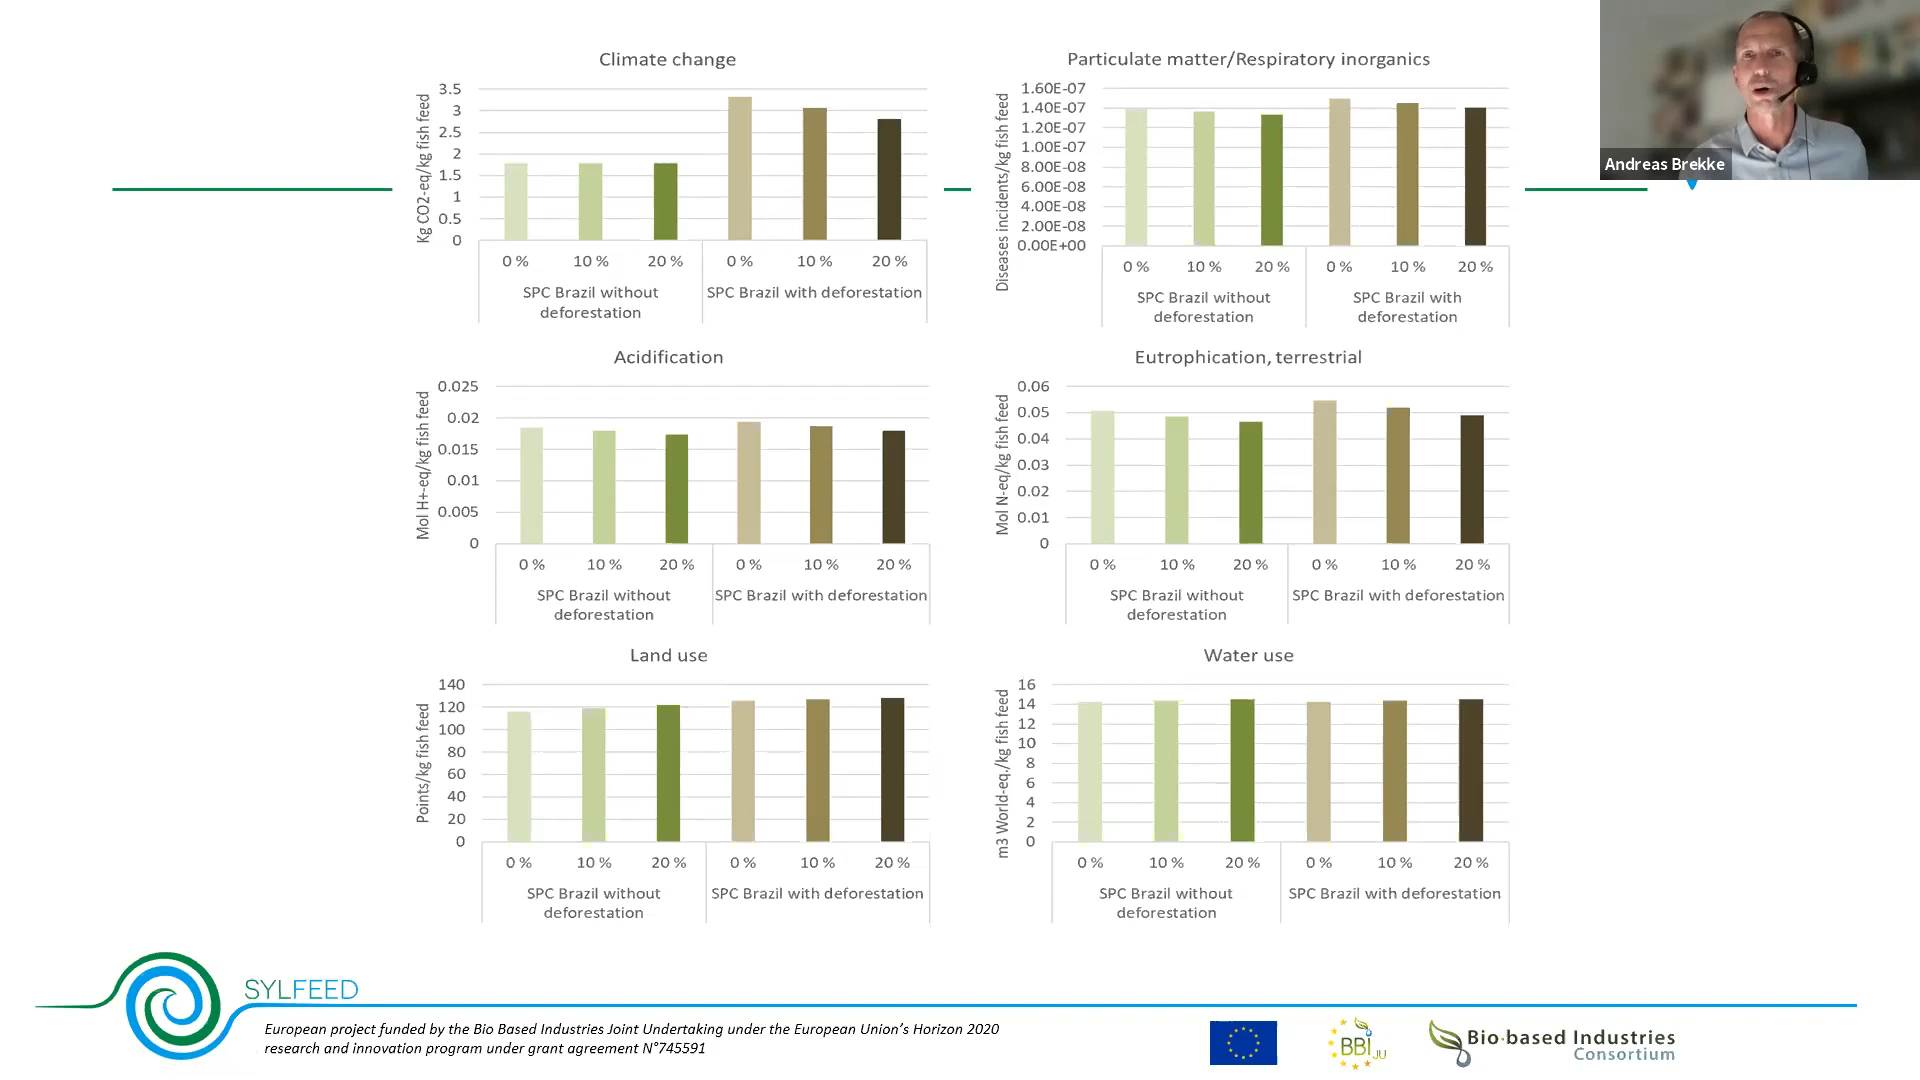 Climate change
Kg CO2-eq/kg fish feed
3.5
3
2.5
2
1.5
1
0.5
0
0 %
10 %
20 %
0 %
10 %
20 %
SPC Brazil without
deforestation
SPC Brazil with deforestation
Particulate matter/Respiratory inorganics
Diseases incidents/kg fish feed
1.60E-07
1.40E-07
1.20E-07
1.00E-07
8.00E-08
6.00E-08
4.00E-08
2.00E-08
0.00E+00
0 %
10 %
20 %
0 %
10 %
20 %
SPC Brazil without
deforestation
SPC Brazil with
deforestation
Andreas Brekke
Acidification
Mol H+-eq/kg fish feed
0.025
0.02
0.015
0.01
0.005
0
0 %
10 %
20 %
0 %
10 %
20 %
SPC Brazil without
deforestation
SPC Brazil with deforestation
Eutrophication, terrestrial
Mol N-eq/kg fish feed
0.06
0.05
0.04
0.03
0.02
0.01
0
0 %
10 %
20 %
0 %
10 %
20 %
SPC Brazil without
deforestation
SPC Brazil with deforestation
Land use
Points/kg fish feed
140
120
100
80
60
40
20
0
0 %
10 %
20 %
0 %
10 %
20 %
SPC Brazil without
deforestation
SPC Brazil with deforestation
Water use
m3 World-eq./kg fish feed
16
14
12
10
8
6
4
2
0
0 %
10 %
20 %
0 %
10 %
20 %
SPC Brazil without
deforestation
SPC Brazil with deforestation
SYLFEED
European project funded by the Bio Based Industries Joint Undertaking under the European Union's Horizon 2020
research and innovation program under grant agreement N°745591
BBI JU
Bio-based Industries
Consortium